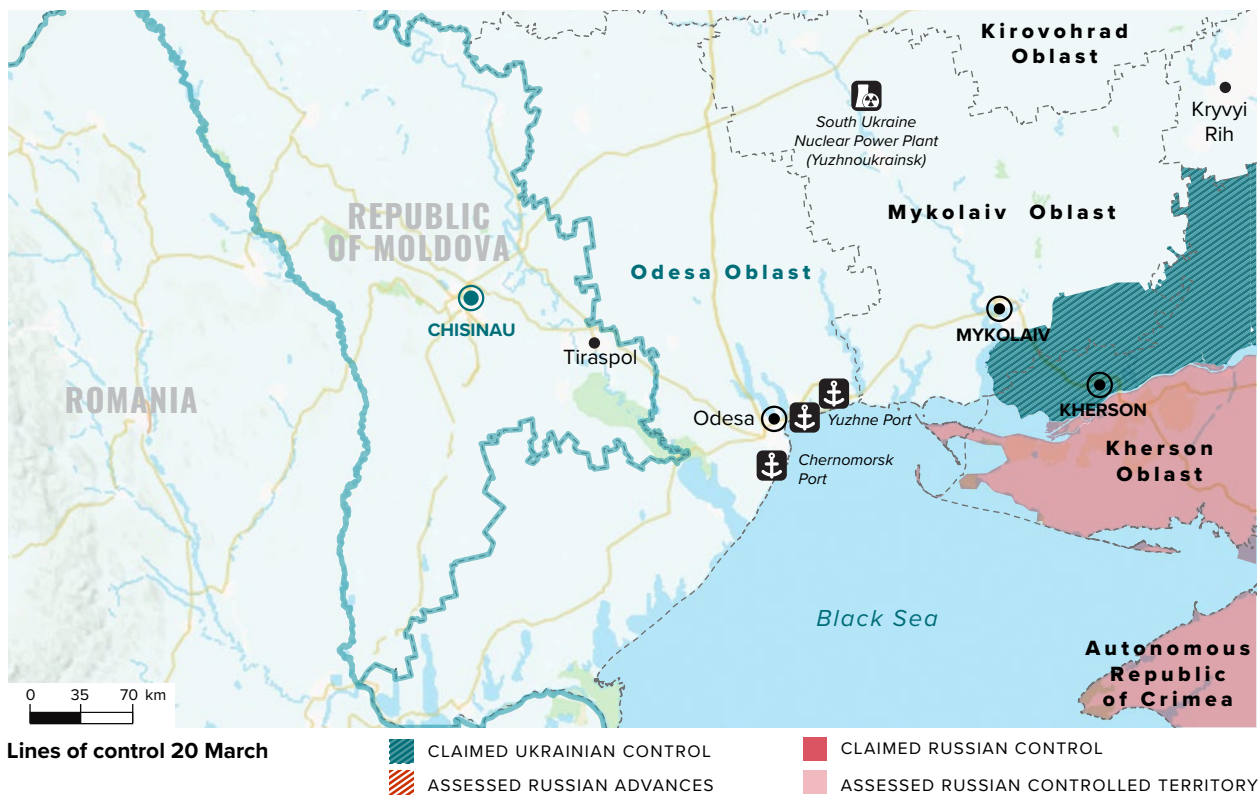 Kirovohrad
Oblast
South Ukraine
Nuclear Power Plant
(Yuzhnoukrainsk)
Kryvyi
Rih
REPUBLIC
OF MOLDOVA
Mykolaiv Oblast
Odesa Oblast
CHISINAU
MYKOLAIV
Tiraspol
ROMANIA
KHERSON
Odesa
Yuzhne Port
Kherson
Oblast
Chernomorsk
Port
Black Sea
Autonomous
Republic
of Crimea
0 35 70 km
Lines of control 20 March
CLAIMED UKRAINIAN CONTROL
CLAIMED RUSSIAN CONTROL
ASSESSED RUSSIAN ADVANCES
ASSESSED RUSSIAN CONTROLLED TERRITORY